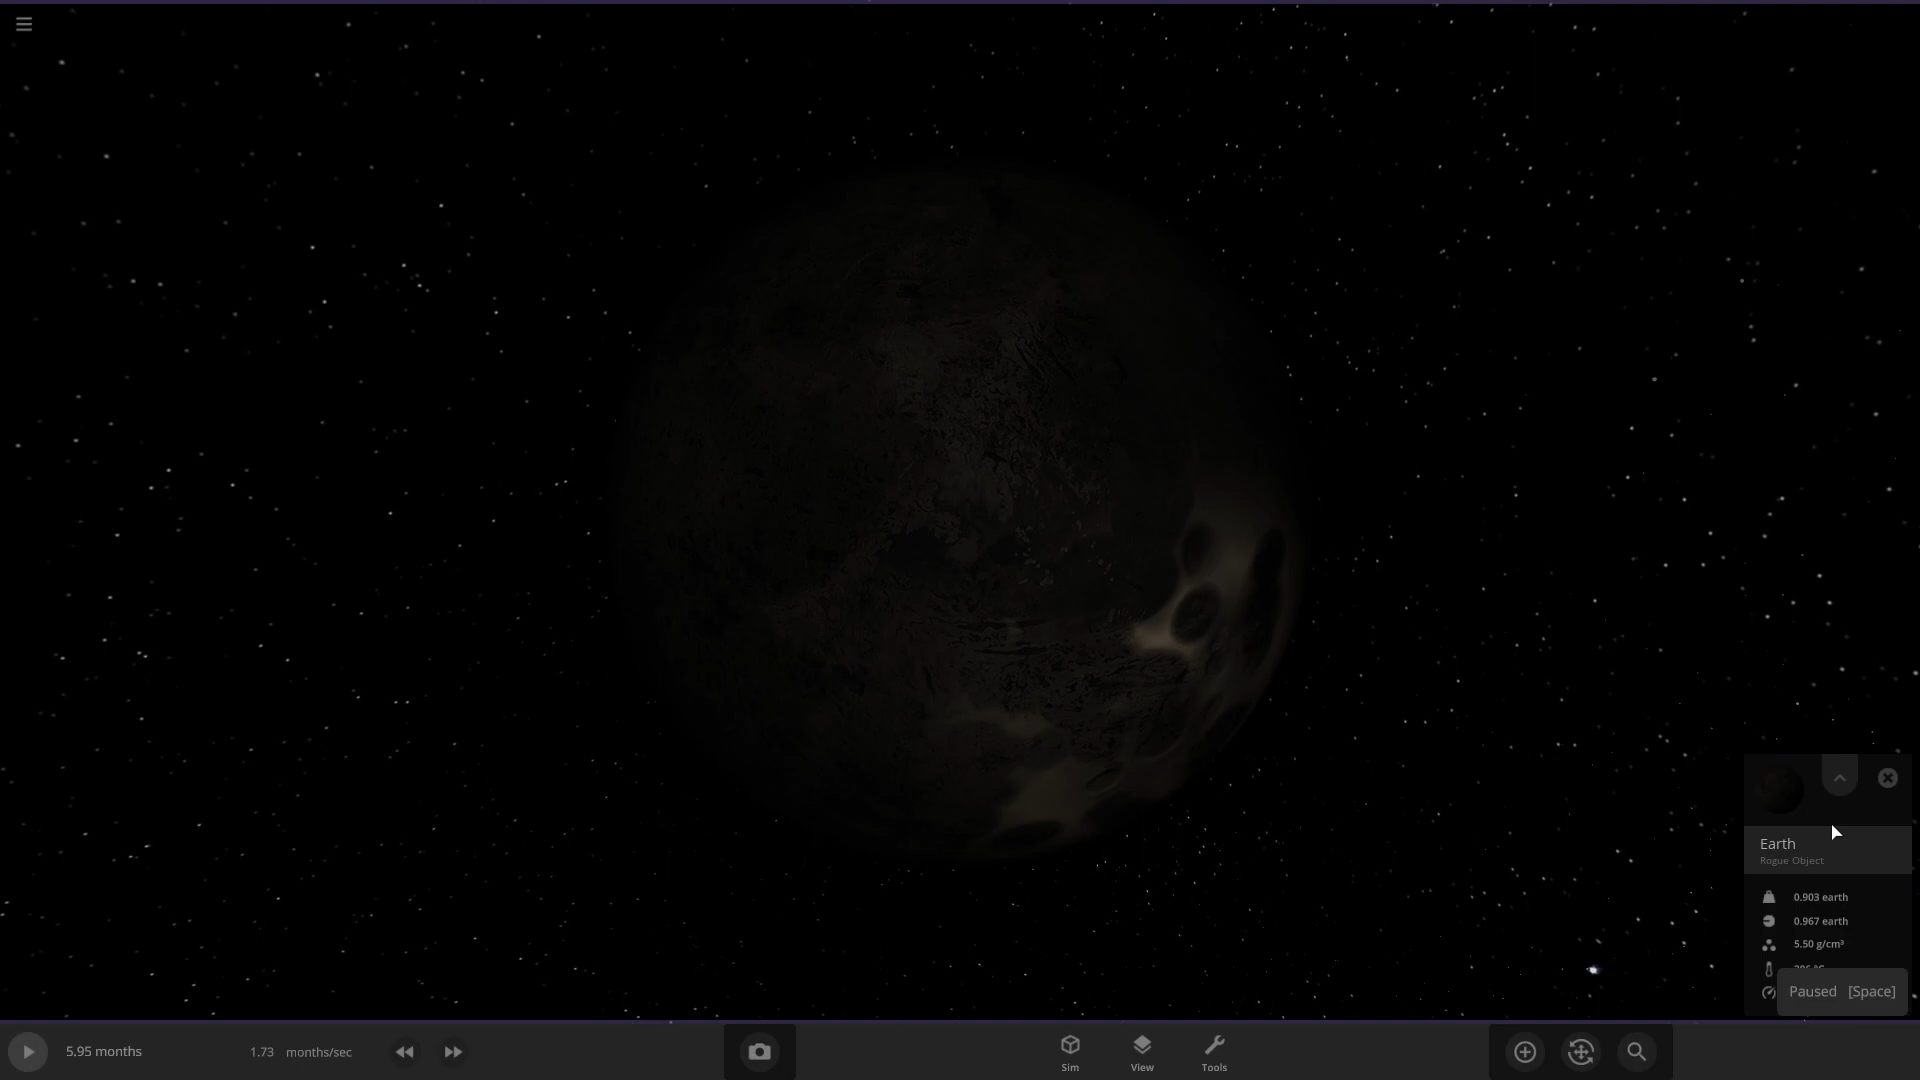 Earth
Rogue Object
0.903 earth
0.967 earth
5.50 g/cm³
Paused [Space]
5.95 months
1.73 months/sec
Sim
View
Tools